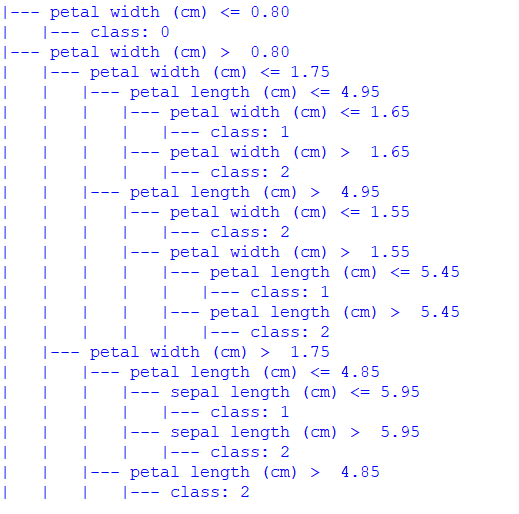 |--- petal width (cm) <= 0.80
|   |--- class: 0
|--- petal width (cm) >  0.80
|   |--- petal width (cm) <= 1.75
|   |   |--- petal length (cm) <= 4.95
|   |   |   |--- petal width (cm) <= 1.65
|   |   |   |   |--- class: 1
|   |   |   |--- petal width (cm) >  1.65
|   |   |   |   |--- class: 2
|   |   |--- petal length (cm) >  4.95
|   |   |   |--- petal width (cm) <= 1.55
|   |   |   |   |--- class: 2
|   |   |   |--- petal width (cm) >  1.55
|   |   |   |   |--- petal length (cm) <= 5.45
|   |   |   |   |   |--- class: 1
|   |   |   |   |--- petal length (cm) >  5.45
|   |   |   |   |   |--- class: 2
|   |--- petal width (cm) >  1.75
|   |   |--- petal length (cm) <= 4.85
|   |   |   |--- sepal length (cm) <= 5.95
|   |   |   |   |--- class: 1
|   |   |   |--- sepal length (cm) >  5.95
|   |   |   |   |--- class: 2
|   |   |--- petal length (cm) >  4.85
|   |   |   |--- class: 2